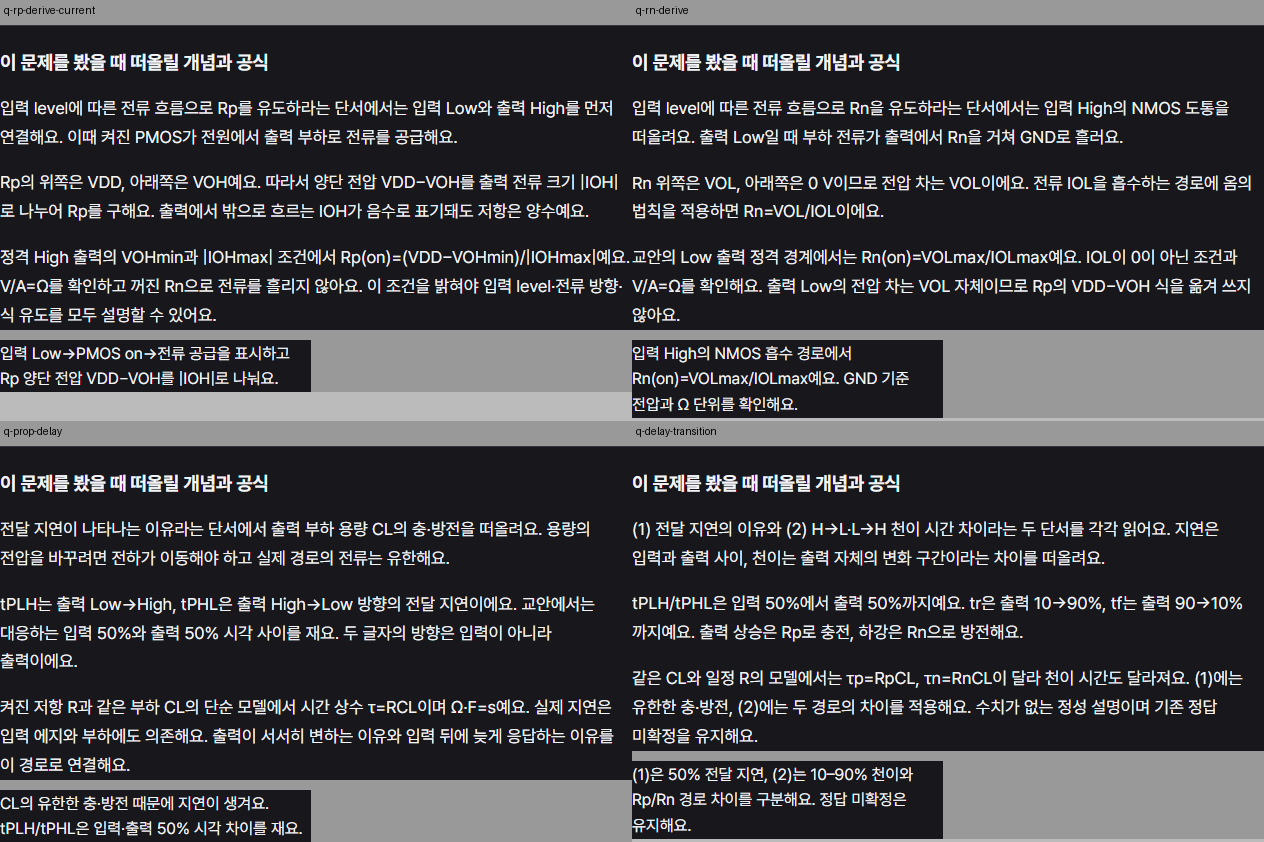 q-rp-derive-current
이 문제를 봤을 때 떠올릴 개념과 공식
입력 level에 따른 전류 흐름으로 Rp를 유도하라는 단서에서는 입력 Low와 출력 High를 먼저
연결해요. 이때 켜진 PMOS가 전원에서 출력 부하로 전류를 공급해요.
Rp의 위쪽은 VDD, 아래쪽은 VOH예요. 따라서 양단 전압 VDD−VOH를 출력 전류 크기 |IOH|
로 나누어 Rp를 구해요. 출력에서 밖으로 흐르는 IOH가 음수로 표기돼도 저항은 양수예요.
정격 High 출력의 VOHmin과 |IOHmax| 조건에서 Rp(on)=(VDD−VOHmin)/|IOHmax|예요.
V/A=Ω를 확인하고 꺼진 Rn으로 전류를 흘리지 않아요. 이 조건을 밝혀야 입력 level·전류 방향·
식 유도를 모두 설명할 수 있어요.
입력 Low→PMOS on→전류 공급을 표시하고
Rp 양단 전압 VDD−VOH를 |IOH|로 나눠요.
q-rn-derive
이 문제를 봤을 때 떠올릴 개념과 공식
입력 level에 따른 전류 흐름으로 Rn을 유도하라는 단서에서는 입력 High의 NMOS 도통을
떠올려요. 출력 Low일 때 부하 전류가 출력에서 Rn을 거쳐 GND로 흘러요.
Rn 위쪽은 VOL, 아래쪽은 0 V이므로 전압 차는 VOL이에요. 전류 IOL을 흡수하는 경로에 옴의
법칙을 적용하면 Rn=VOL/IOL이에요.
교안의 Low 출력 정격 경계에서는 Rn(on)=VOLmax/IOLmax예요. IOL이 0이 아닌 조건과
V/A=Ω를 확인해요. 출력 Low의 전압 차는 VOL 자체이므로 Rp의 VDD−VOH 식을 옮겨 쓰지
않아요.
입력 High의 NMOS 흡수 경로에서
Rn(on)=VOLmax/IOLmax예요. GND 기준
전압과 Ω 단위를 확인해요.
q-prop-delay
이 문제를 봤을 때 떠올릴 개념과 공식
전달 지연이 나타나는 이유라는 단서에서 출력 부하 용량 CL의 충·방전을 떠올려요. 용량의
전압을 바꾸려면 전하가 이동해야 하고 실제 경로의 전류는 유한해요.
tPLH는 출력 Low→High, tPHL은 출력 High→Low 방향의 전달 지연이에요. 교안에서는
대응하는 입력 50%와 출력 50% 시각 사이를 재요. 두 글자의 방향은 입력이 아니라
출력이에요.
켜진 저항 R과 같은 부하 CL의 단순 모델에서 시간 상수 τ=RCL이며 Ω·F=s예요. 실제 지연은
입력 에지와 부하에도 의존해요. 출력이 서서히 변하는 이유와 입력 뒤에 늦게 응답하는 이유를
이 경로로 연결해요.
CL의 유한한 충·방전 때문에 지연이 생겨요.
tPLH/tPHL은 입력·출력 50% 시각 차이를 재요.
q-delay-transition
이 문제를 봤을 때 떠올릴 개념과 공식
(1) 전달 지연의 이유와 (2) H→L·L→H 천이 시간 차이라는 두 단서를 각각 읽어요. 지연은
입력과 출력 사이, 천이는 출력 자체의 변화 구간이라는 차이를 떠올려요.
tPLH/tPHL은 입력 50%에서 출력 50%까지예요. tr은 출력 10→90%, tf는 출력 90→10%
까지예요. 출력 상승은 Rp로 충전, 하강은 Rn으로 방전해요.
같은 CL와 일정 R의 모델에서는 τp=RpCL, τn=RnCL이 달라 천이 시간도 달라져요. (1)에는
유한한 충·방전, (2)에는 두 경로의 차이를 적용해요. 수치가 없는 정성 설명이며 기존 정답
미확정을 유지해요.
(1)은 50% 전달 지연, (2)는 10–90% 천이와
Rp/Rn 경로 차이를 구분해요. 정답 미확정은
유지해요.